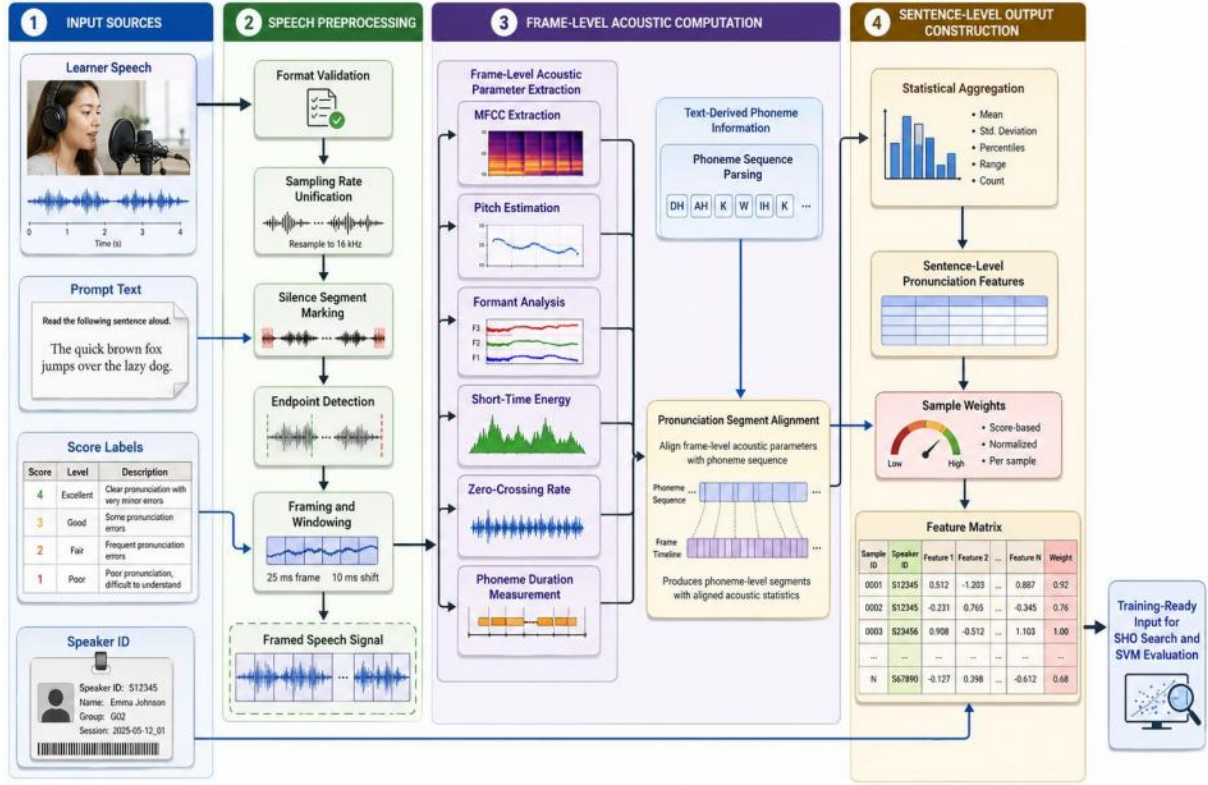 1 INPUT SOURCES
Learner Speech
0 1 2 3 4
Time (s)
Prompt Text
Read the following sentence aloud.
The quick brown fox
jumps over the lazy dog.
Score Labels
Score Level Description
4 Excellent Clear pronunciation with
very minor errors
3 Good Some pronunciation
errors
2 Fair Frequent pronunciation
errors
1 Poor Poor pronunciation,
difficult to understand
Speaker ID
Speaker ID: S12345
Name: Emma Johnson
Group: G02
Session: 2025-05-12_01
2 SPEECH PREPROCESSING
Format Validation
Sampling Rate
Unification
...
Resample to 16 kHz
Silence Segment
Marking
...
Endpoint Detection
Framing and
Windowing
25 ms frame 10 ms shift
Framed Speech Signal
...
3 FRAME-LEVEL ACOUSTIC COMPUTATION
Frame-Level Acoustic
Parameter Extraction
MFCC Extraction
Pitch Estimation
Formant Analysis
F3
F2
F1
Short-Time Energy
Zero-Crossing Rate
Phoneme Duration
Measurement
Text-Derived Phoneme
Information
Phoneme Sequence
Parsing
DH AH K W IH K ...
Pronunciation Segment Alignment
Align frame-level acoustic parameters
with phoneme sequence
Phoneme
Sequence ... ...
Frame
Timeline ...
Produces phoneme-level segments
with aligned acoustic statistics
4 SENTENCE-LEVEL OUTPUT
CONSTRUCTION
Statistical Aggregation
• Mean
• Std. Deviation
• Percentiles
• Range
• Count
Sentence-Level
Pronunciation Features
Sample Weights
Low High
• Score-based
• Normalized
• Per sample
Feature Matrix
Sample ID Speaker ID Feature 1 Feature 2 ... Feature N Weight
0001 S12345 0.512 -1.203 ... 0.887 0.92
0002 S12345 -0.231 0.765 ... -0.345 0.76
0003 S23456 0.908 -0.512 ... 1.103 1.00
... ... ... ... ... ...
N S67890 -0.127 0.398 ... -0.612 0.68
Training-Ready
Input for
SHO Search and
SVM Evaluation